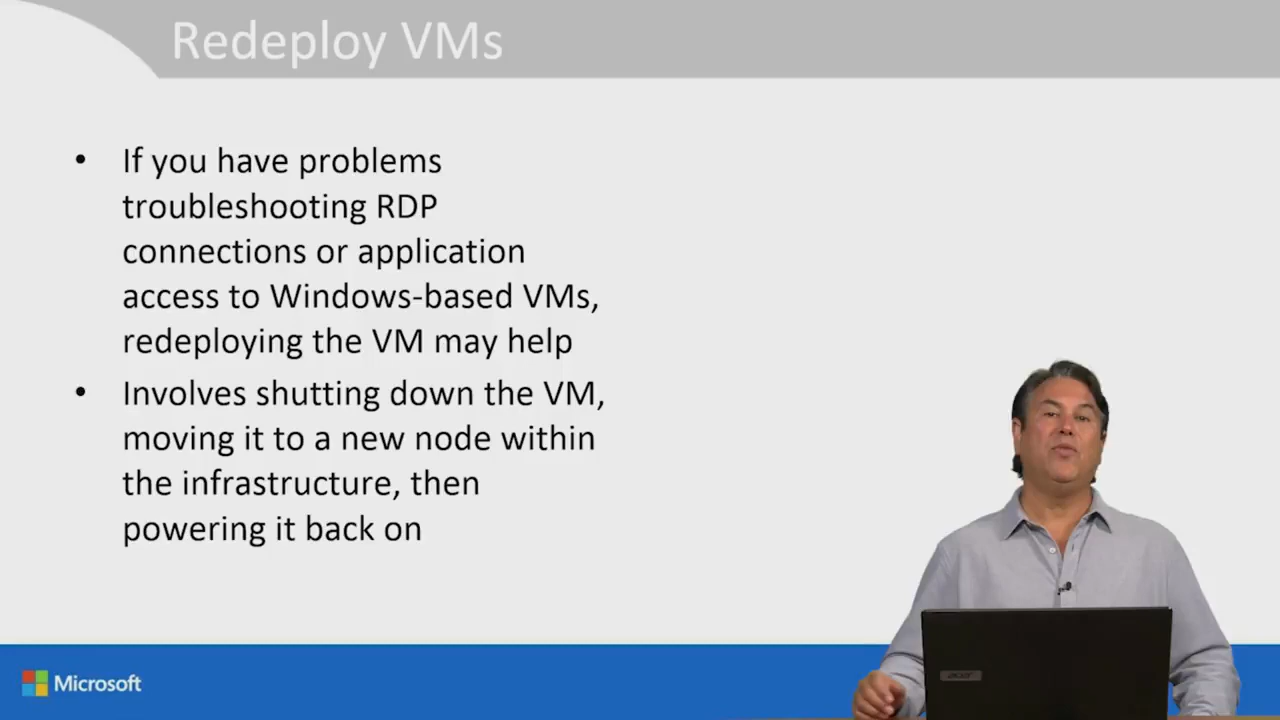 Redeploy VMs
• If you have problems
troubleshooting RDP
connections or application
access to Windows-based VMs,
redeploying the VM may help
• Involves shutting down the VM,
moving it to a new node within
the infrastructure, then
powering it back on
Microsoft
acer